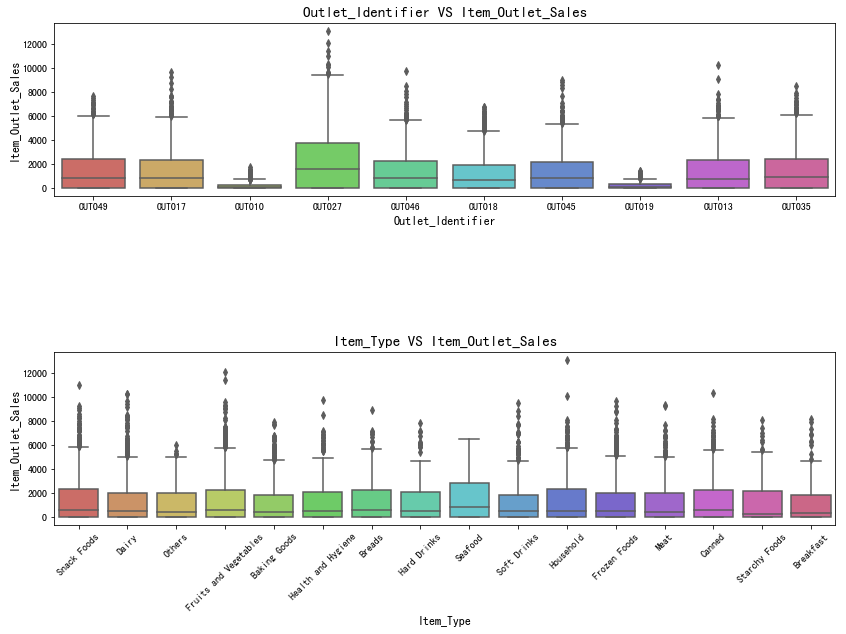 Outlet_Identifier VS Item_Outlet_Sales
Item_Outlet_Sales
12000
10000
8000
6000
4000
2000
0
OUT049 OUT017 OUT010 OUT027 OUT046 OUT018 OUT045 OUT019 OUT013 OUT035
Outlet_Identifier
Item_Type VS Item_Outlet_Sales
Item_Outlet_Sales
12000
10000
8000
6000
4000
2000
0
Snack Foods
Dairy
Others
Fruits and Vegetables
Baking Goods
Health and Hygiene
Breads
Hard Drinks
Seafood
Soft Drinks
Household
Frozen Foods
Meat
Canned
Starchy Foods
Breakfast
Item_Type